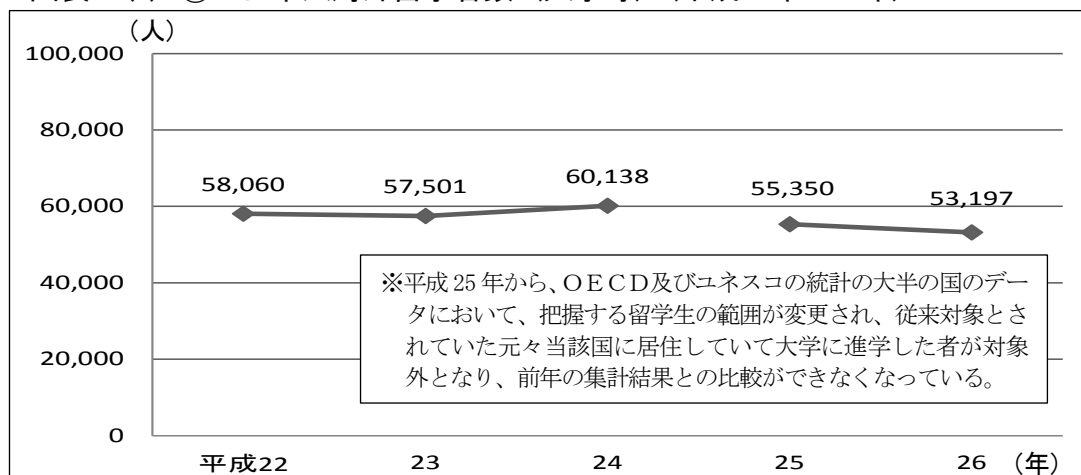 （人）
100,000
80,000
60,000
40,000
20,000
0
58,060
57,501
60,138
55,350
53,197
※平成25年から、ＯＥＣＤ及びユネスコの統計の大半の国のデー
タにおいて、把握する留学生の範囲が変更され、従来対象とさ
れていた元々当該国に居住していて大学に進学した者が対象
外となり、前年の集計結果との比較ができなくなっている。
平成22 23 24 25 26 （年）